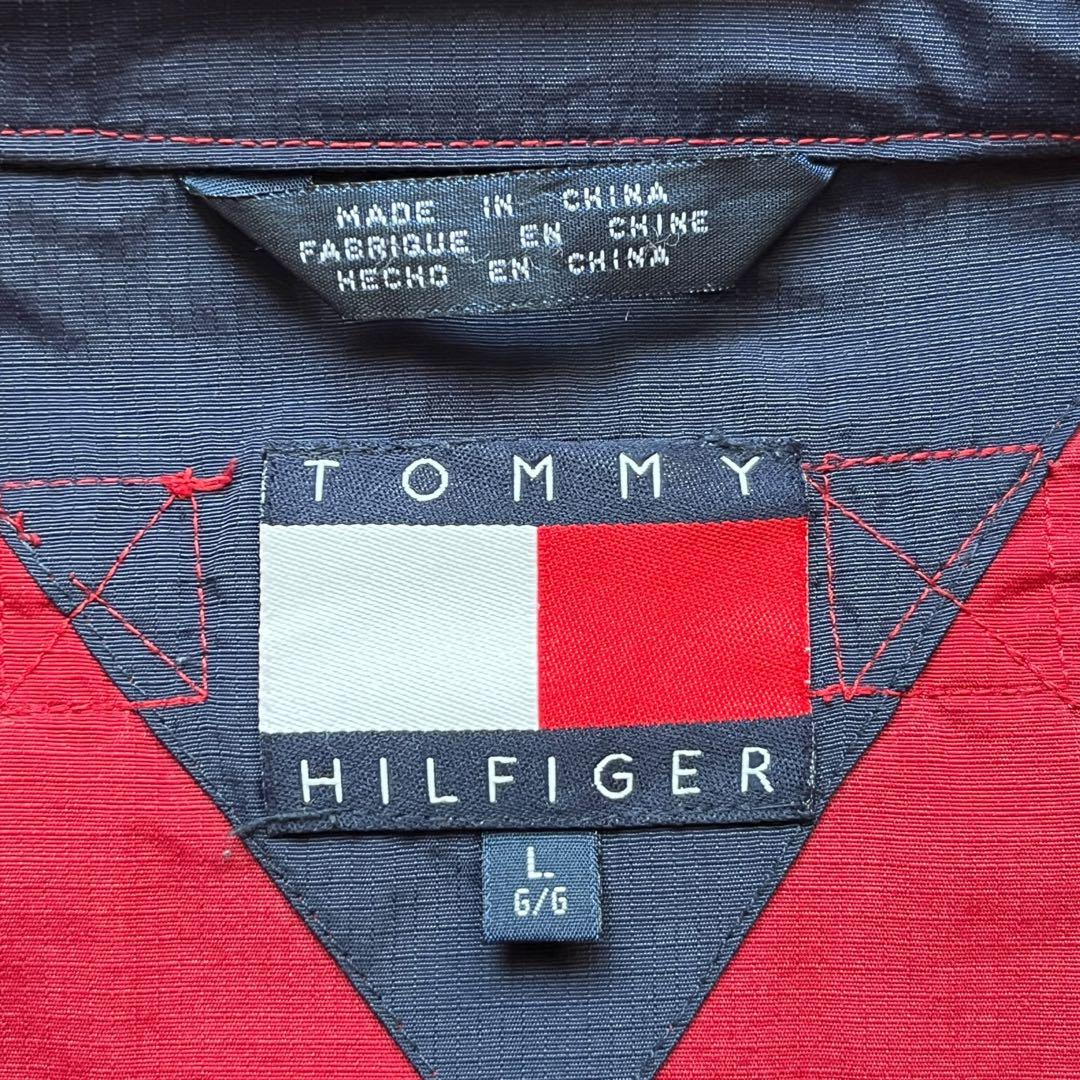 MADE IN CHINA
FABRIQUE EN CHINE
HECHO EN CHINA
TOMMY
HILFIGER
L
G/G